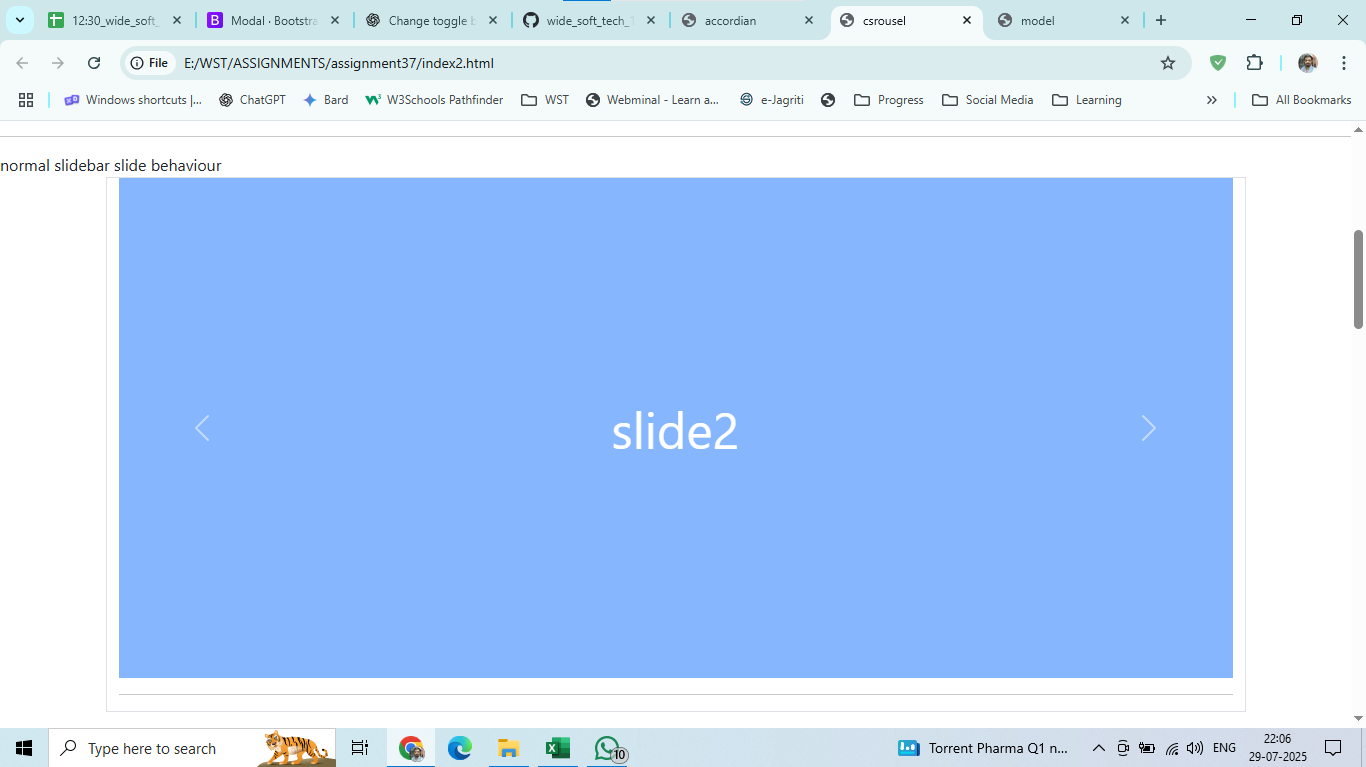 12:30_wide_soft_
Modal · Bootstra
Change toggle b
wide_soft_tech_1
accordian
csrousel
model
File
E:/WST/ASSIGNMENTS/assignment37/index2.html
Windows shortcuts |...
ChatGPT
Bard
W3Schools Pathfinder
WST
Webminal - Learn a...
e-Jagriti
Progress
Social Media
Learning
All Bookmarks
normal slidebar slide behaviour
slide2
Type here to search
10
Torrent Pharma Q1 n...
ENG
22:06
29-07-2025